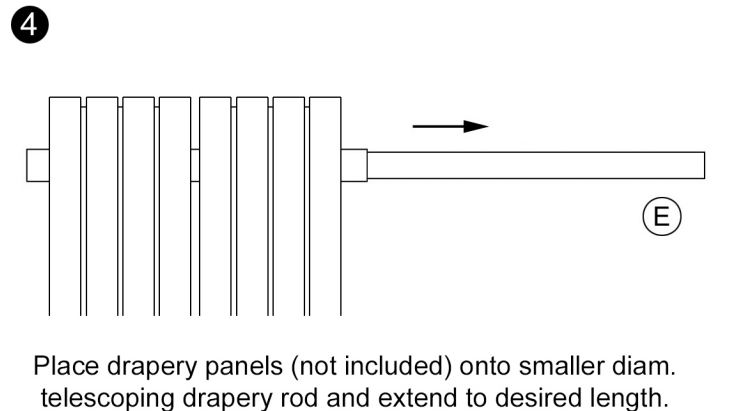 4
E
Place drapery panels (not included) onto smaller diam.
telescoping drapery rod and extend to desired length.